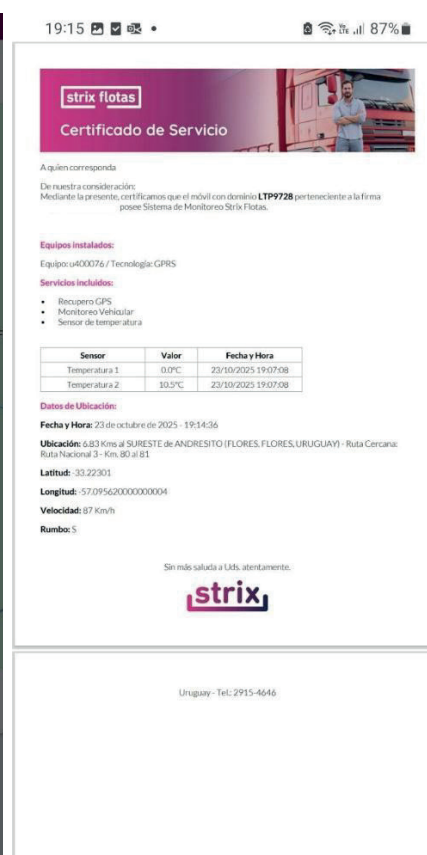 19:15
VoLTE 87%
strix flotas
Certificado de Servicio
A quien corresponda
De nuestra consideración:
Mediante la presente, certificamos que el móvil con dominio LTP9728 perteneciente a la firma
posee Sistema de Monitoreo Strix Flotas.
Equipos instalados:
Equipo: u400076 / Tecnología: GPRS
Servicios incluidos:
• Recupero GPS
• Monitoreo Vehicular
• Sensor de temperatura
Sensor Valor Fecha y Hora
Temperatura 1 0.0°C 23/10/2025 19:07:08
Temperatura 2 10.5°C 23/10/2025 19:07:08
Datos de Ubicación:
Fecha y Hora: 23 de octubre de 2025 - 19:14:36
Ubicación: 6.83 Kms al SURESTE de ANDRESITO (FLORES, FLORES, URUGUAY) - Ruta Cercana:
Ruta Nacional 3 - Km. 80 al 81
Latitud: -33.22301
Longitud: -57.095620000000004
Velocidad: 87 Km/h
Rumbo: S
Sin más saluda a Uds. atentamente.
strix
Uruguay - Tel.: 2915-4646